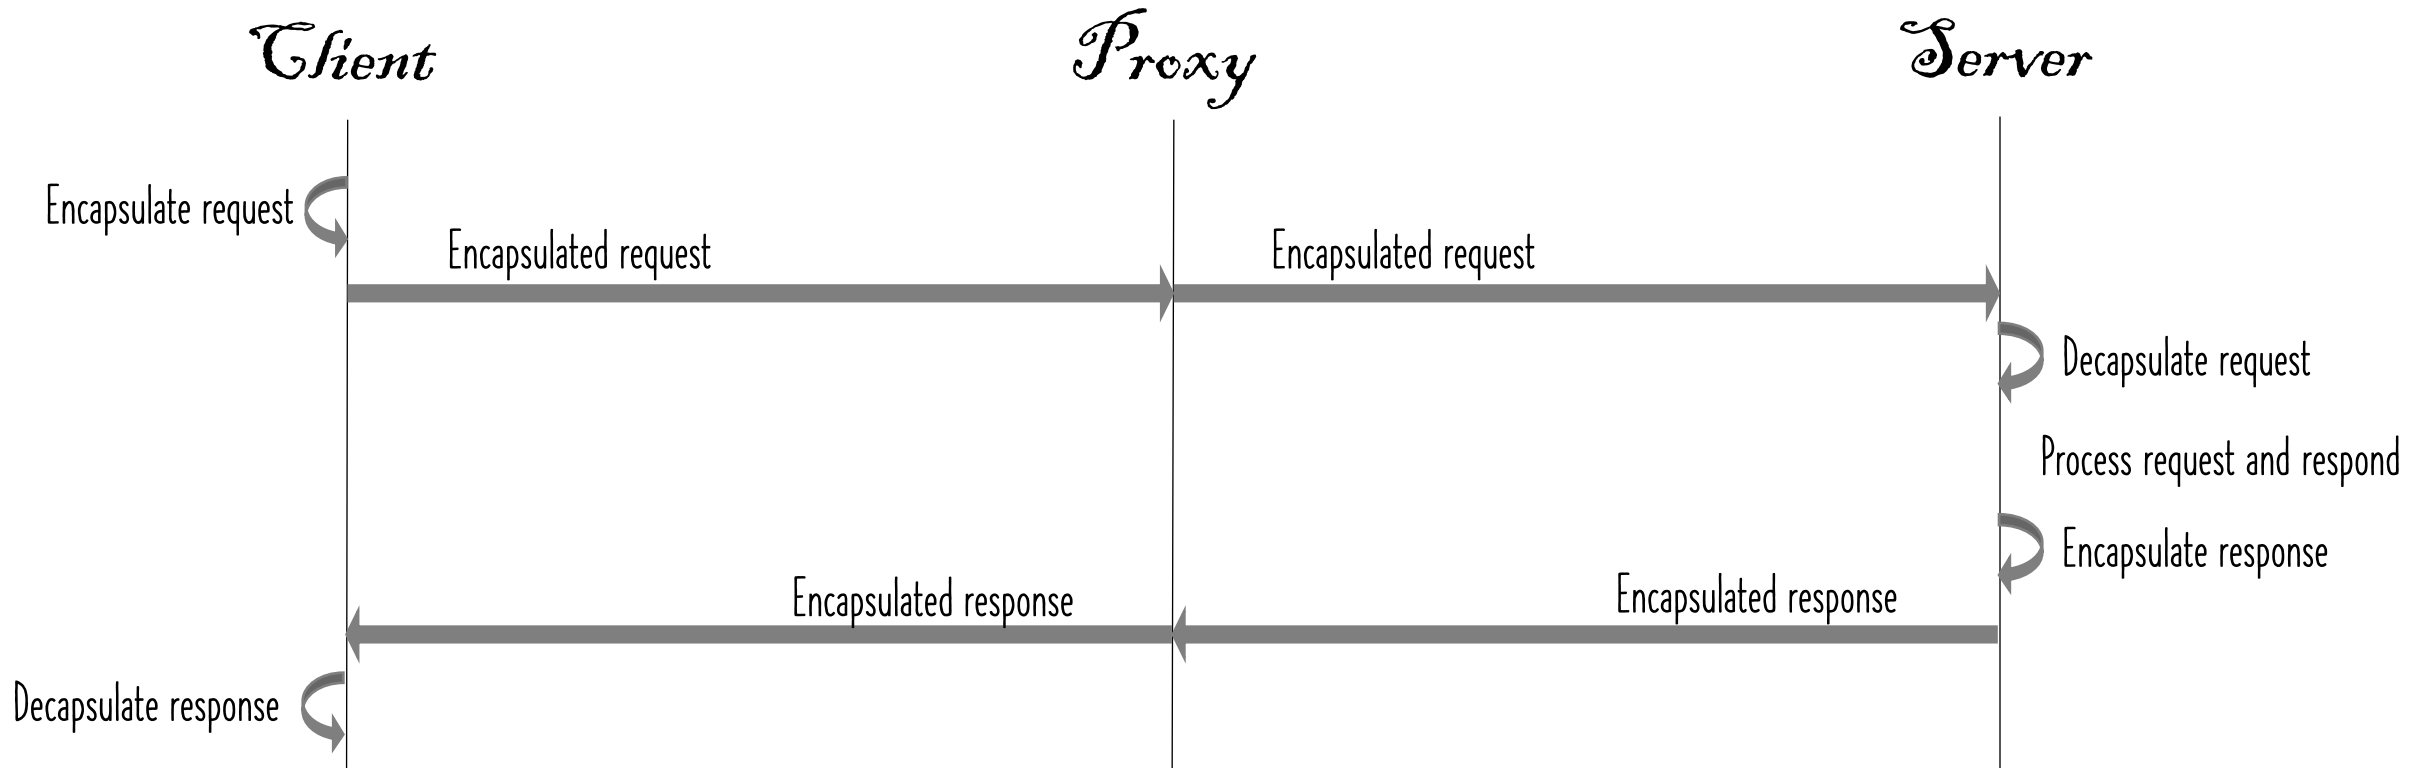 Client
Proxy
Server
Encapsulate request
Encapsulated request
Encapsulated request
Decapsulate request
Process request and respond
Encapsulate response
Encapsulated response
Encapsulated response
Decapsulate response